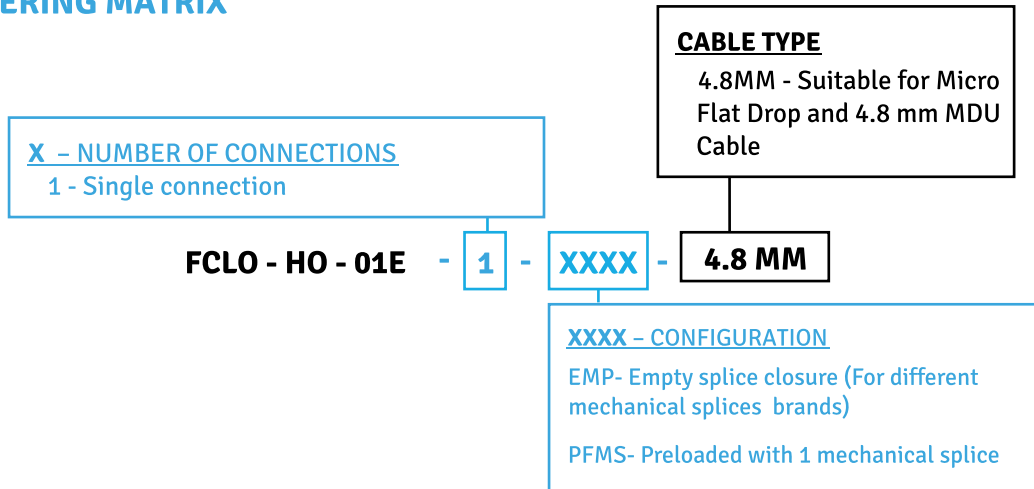 ERING MATRIX
CABLE TYPE
4.8MM - Suitable for Micro
Flat Drop and 4.8 mm MDU
Cable
X – NUMBER OF CONNECTIONS
1 - Single connection
FCLO - HO - 01E - 1 - XXXX - 4.8 MM
XXXX – CONFIGURATION
EMP- Empty splice closure (For different
mechanical splices brands)
PFMS- Preloaded with 1 mechanical splice